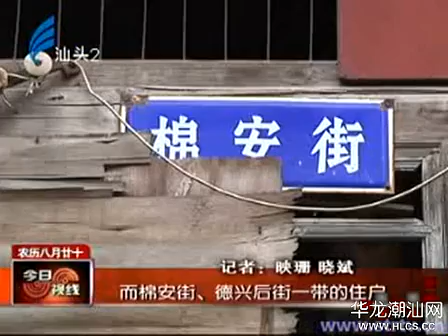 汕头2
棉安街
农历八月廿十
今日
视线
记者：映珊 晓斌
而棉安街、德兴后街一带的住户
华龙潮汕网
www.HLCS.CC